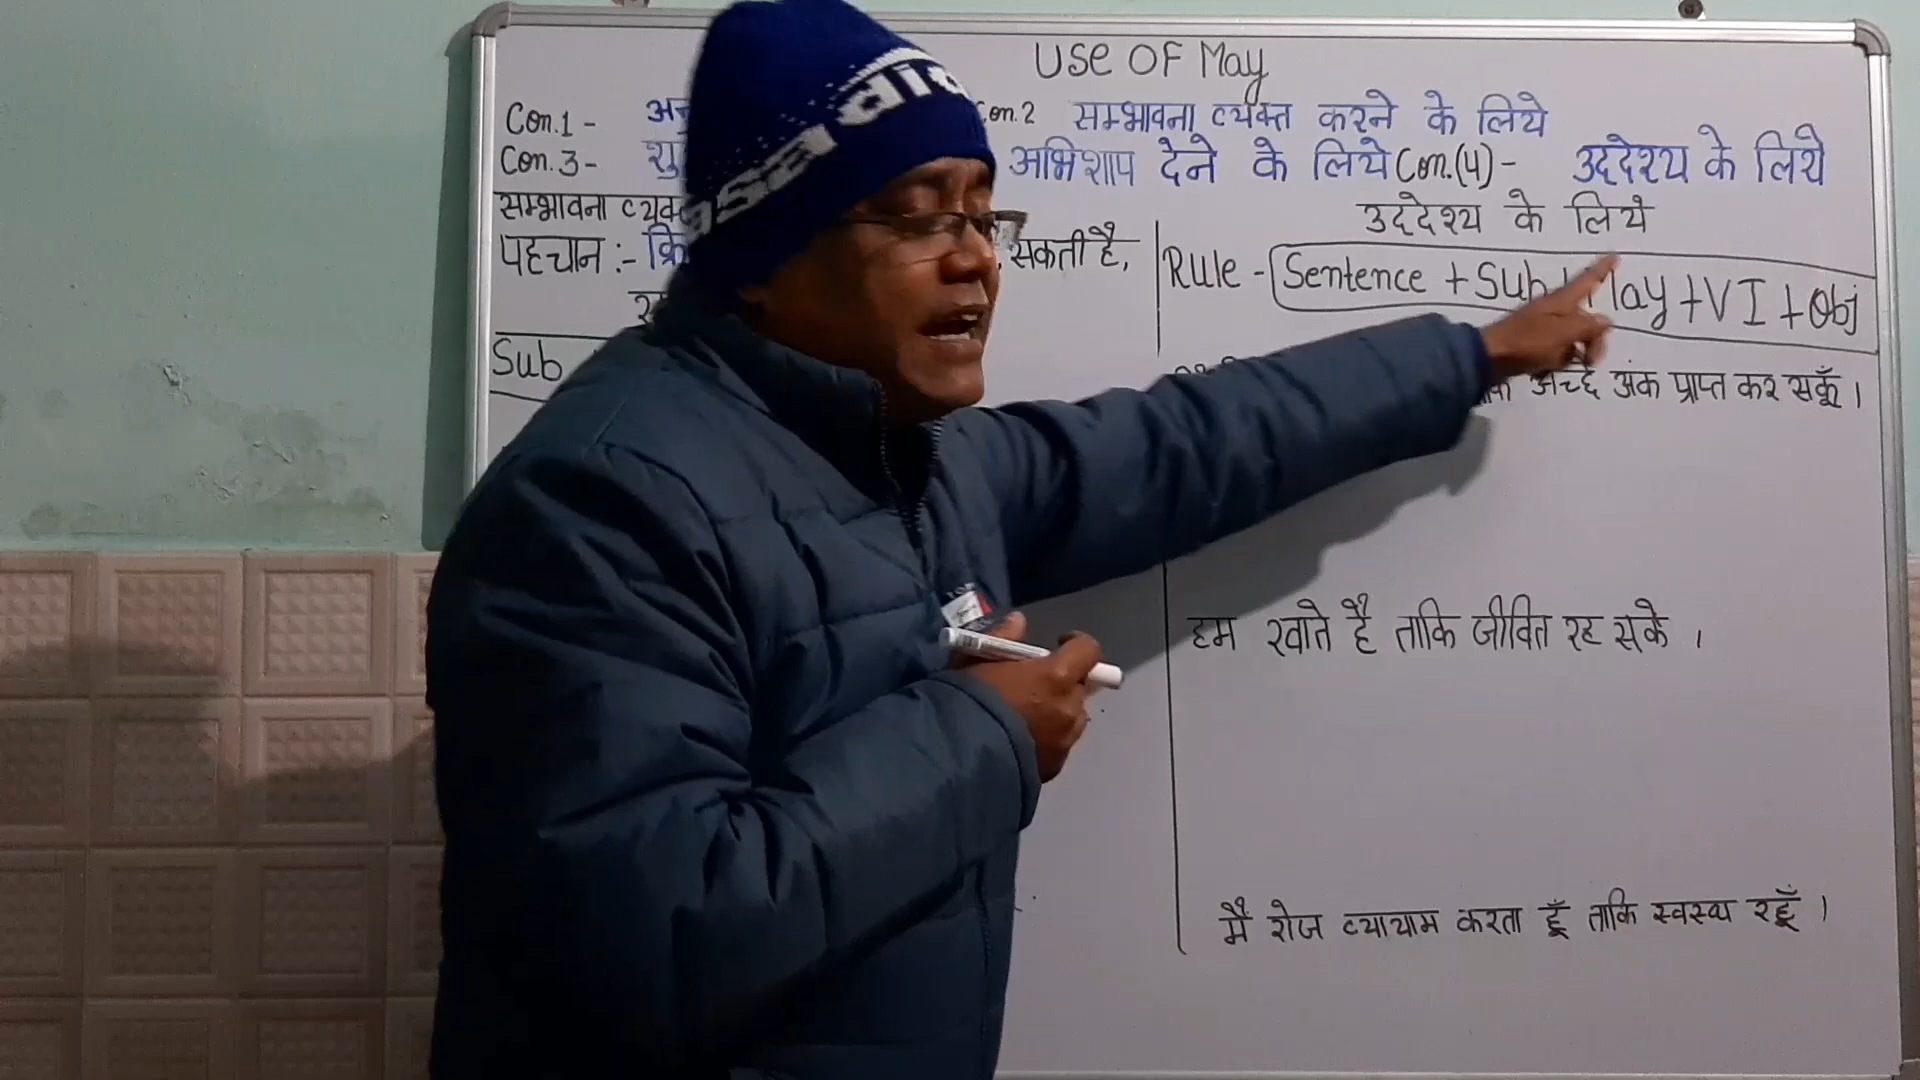 Use OF May
Con.1 - Con.2 सम्भावना व्यक्त करने के लिये
Con.3 - अभिशाप देने के लिये Con.(4) - उद्देश्य के लिये
सम्भावना व्यक्त
उद्देश्य के लिये
पहचान :- सकती है,
Rule - Sentence + Sub + May + V I + Obj
Sub
अच्छे अंक प्राप्त कर सकूँ ।
हम खाते है ताकि जीवित रह सके ।
मैं रोज व्यायाम करता हूँ ताकि स्वस्थ रहूँ ।